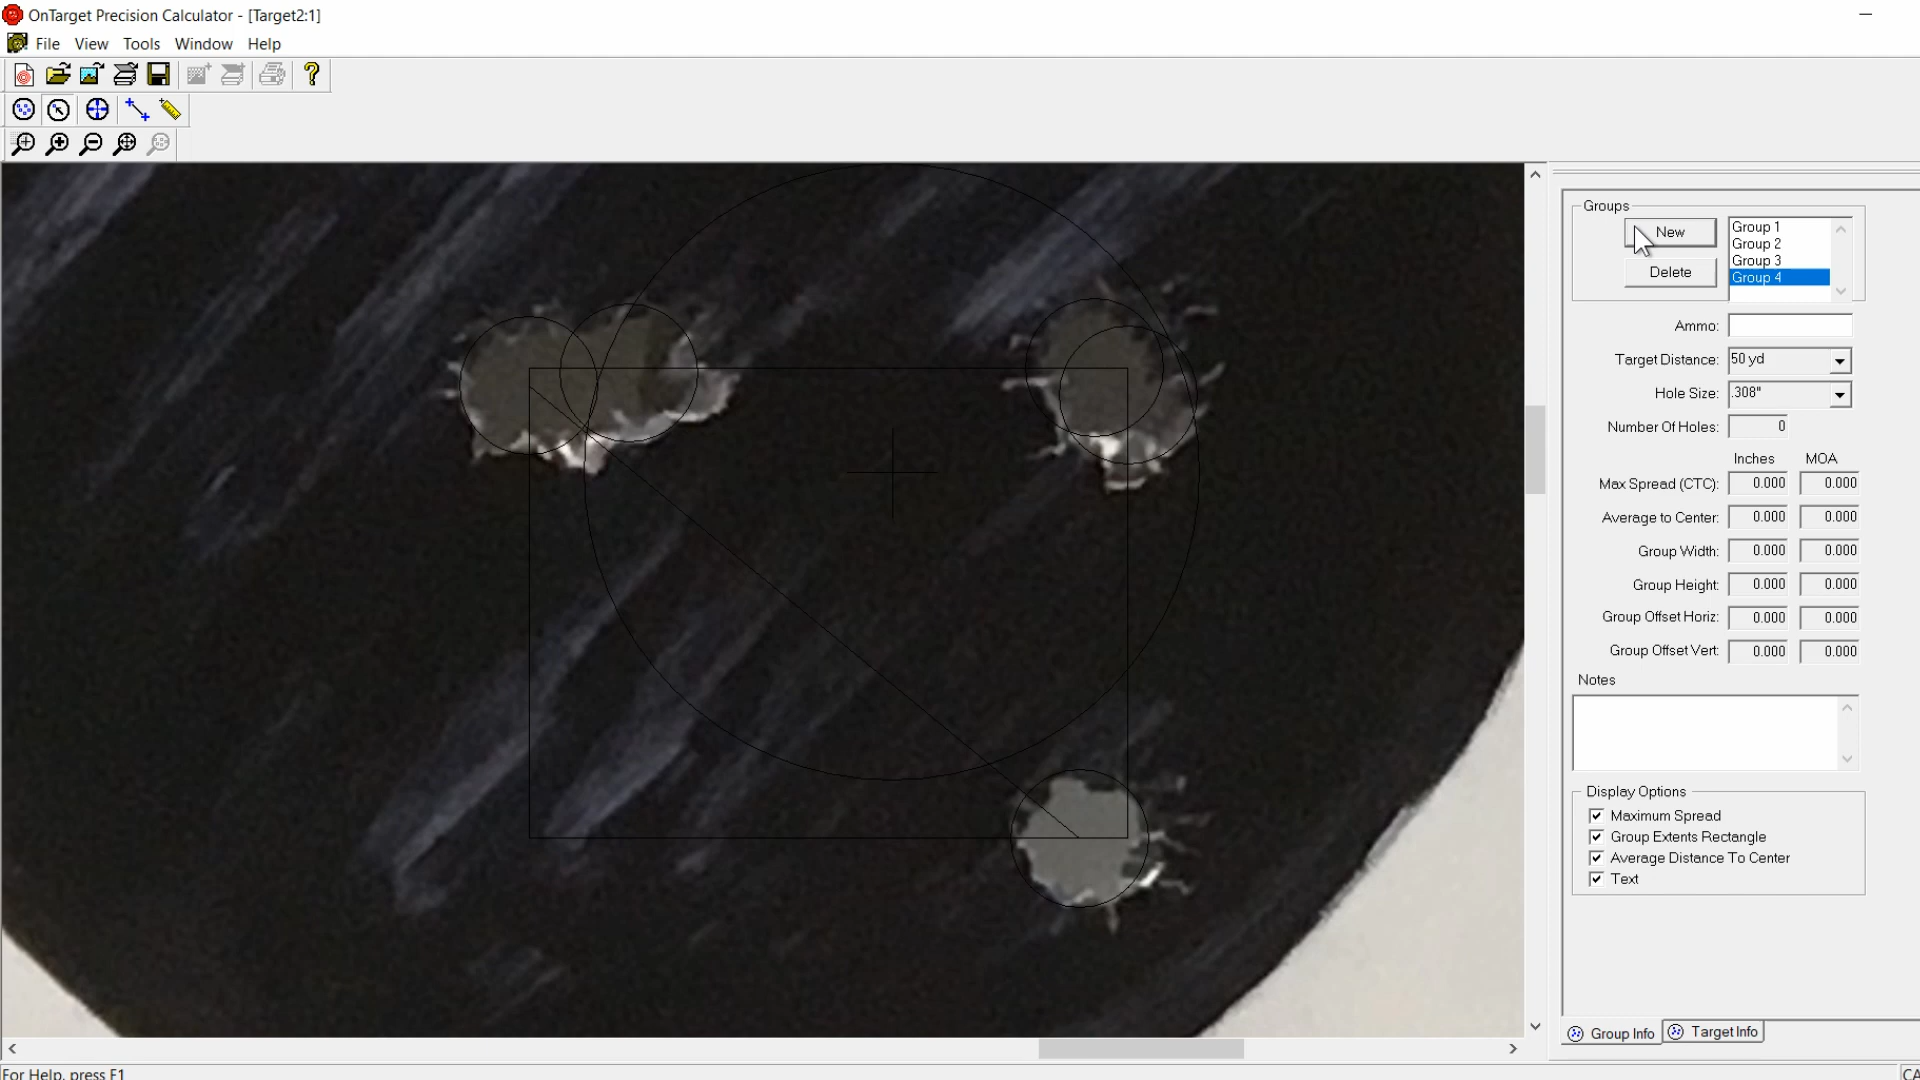 OnTarget Precision Calculator - [Target2:1]
File View Tools Window Help
Groups
New
Delete
Group 1
Group 2
Group 3
Group 4
Ammo:
Target Distance: 50 yd
Hole Size: .308"
Number Of Holes: 0
Inches MOA
Max Spread (CTC): 0.000 0.000
Average to Center: 0.000 0.000
Group Width: 0.000 0.000
Group Height: 0.000 0.000
Group Offset Horiz: 0.000 0.000
Group Offset Vert: 0.000 0.000
Notes
Display Options
Maximum Spread
Group Extents Rectangle
Average Distance To Center
Text
Group Info Target Info
For Help, press F1
CA